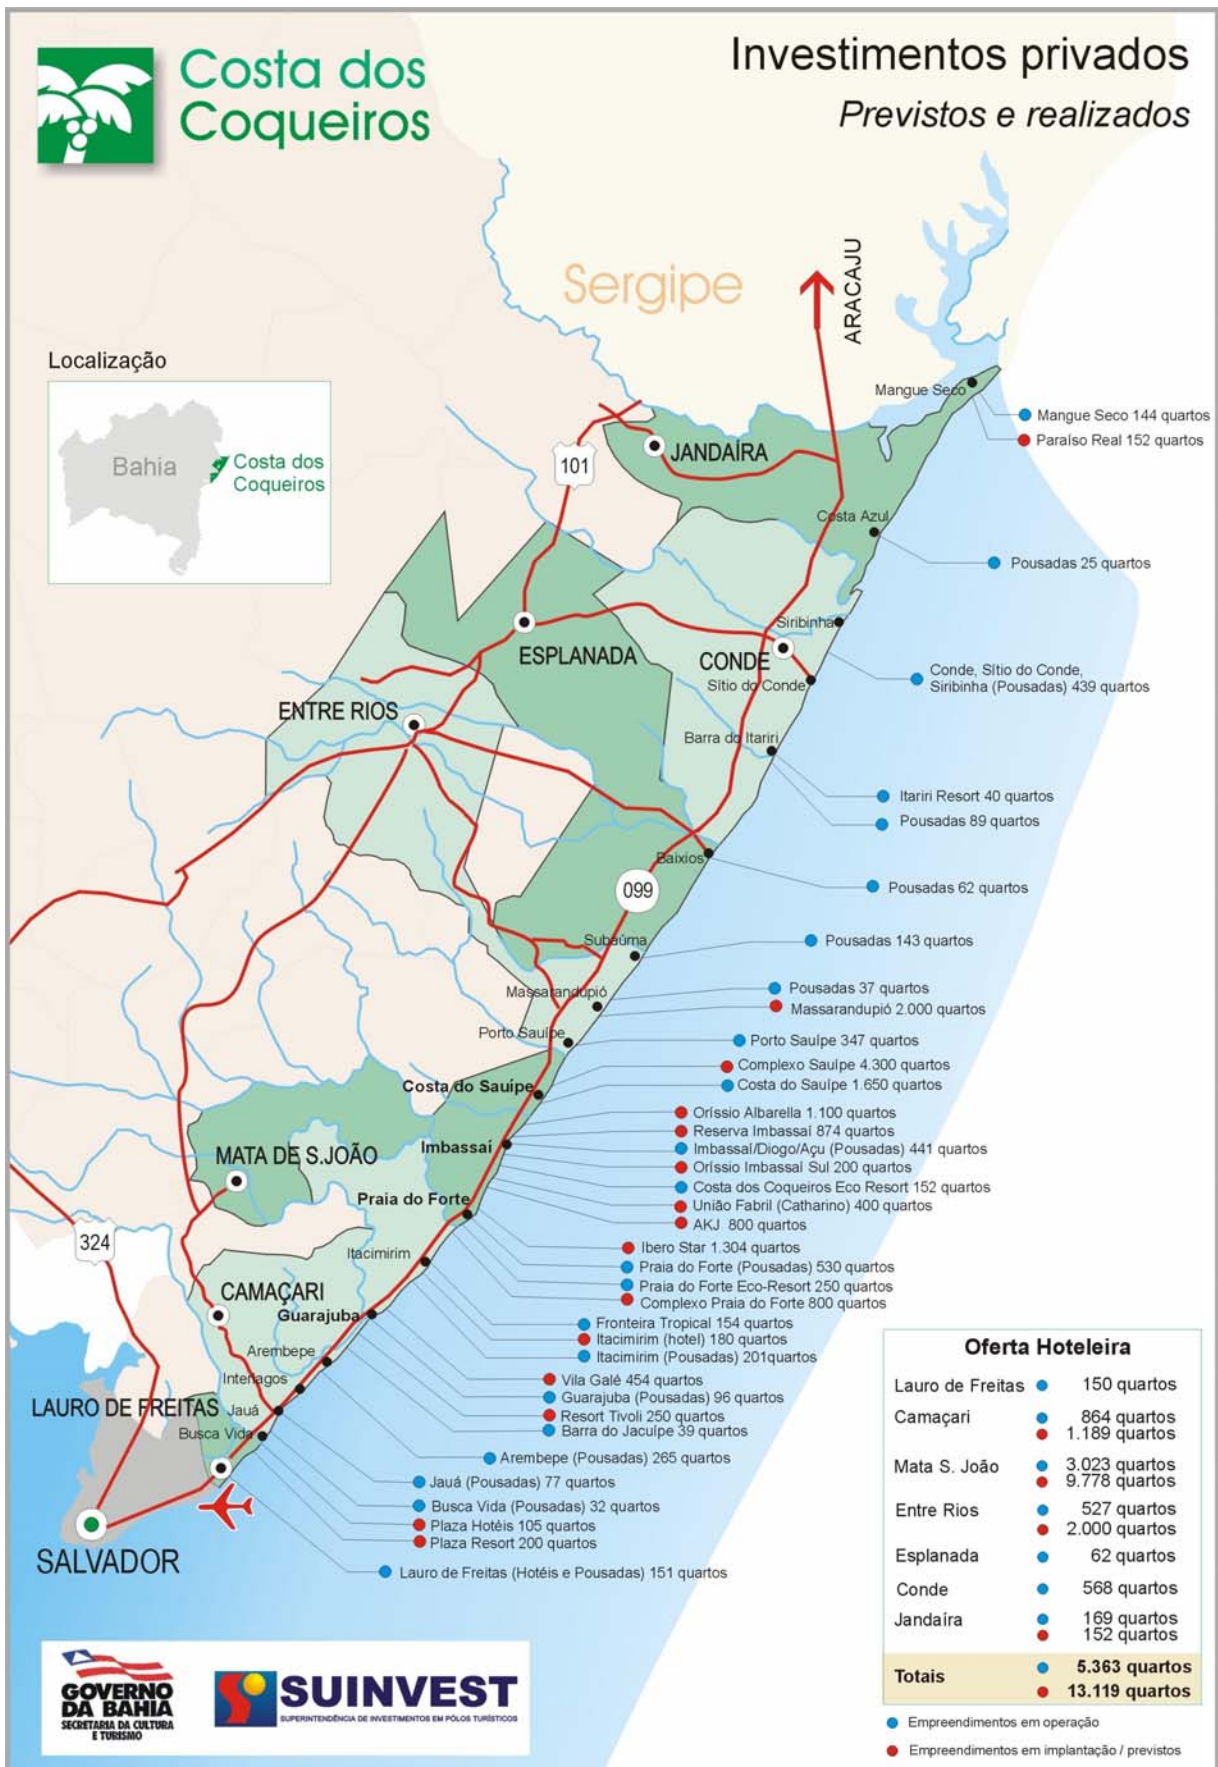 Costa dos
Coqueiros
Investimentos privados
Previstos e realizados
Sergipe
ARACAJU
Localização
Bahia
Costa dos
Coqueiros
Mangue Seco
Mangue Seco 144 quartos
Paraíso Real 152 quartos
JANDAÍRA
101
Costa Azul
Pousadas 25 quartos
Siribinha
ESPLANADA
CONDE
Sítio do Conde
Conde, Sítio do Conde,
Siribinha (Pousadas) 439 quartos
ENTRE RIOS
Barra do Itariri
Itariri Resort 40 quartos
Pousadas 89 quartos
Baixios
Pousadas 62 quartos
099
Subaúma
Pousadas 143 quartos
Massarandupió
Pousadas 37 quartos
Massarandupió 2.000 quartos
Porto Sauípe
Porto Sauípe 347 quartos
Complexo Sauípe 4.300 quartos
Costa do Sauípe
Costa do Sauípe 1.650 quartos
Oríssio Albarella 1.100 quartos
Reserva Imbassaí 874 quartos
Imbassaí
Imbassaí/Diogo/Açu (Pousadas) 441 quartos
Oríssio Imbassaí Sul 200 quartos
MATA DE S.JOÃO
Costa dos Coqueiros Eco Resort 152 quartos
Praia do Forte
União Fabril (Catharino) 400 quartos
AKJ 800 quartos
324
Itacimirim
Ibero Star 1.304 quartos
Praia do Forte (Pousadas) 530 quartos
Praia do Forte Eco-Resort 250 quartos
Complexo Praia do Forte 800 quartos
CAMAÇARI
Guarajuba
Fronteira Tropical 154 quartos
Itacimirim (hotel) 180 quartos
Itacimirim (Pousadas) 201quartos
Arembepe
Interlagos
Vila Galé 454 quartos
Guarajuba (Pousadas) 96 quartos
Resort Tivoli 250 quartos
Barra do Jacuípe 39 quartos
LAURO DE FREITAS
Jauá
Busca Vida
Arembepe (Pousadas) 265 quartos
Jauá (Pousadas) 77 quartos
Busca Vida (Pousadas) 32 quartos
Plaza Hotéis 105 quartos
Plaza Resort 200 quartos
SALVADOR
Lauro de Freitas (Hotéis e Pousadas) 151 quartos
Oferta Hoteleira
Lauro de Freitas 150 quartos
Camaçari 864 quartos
1.189 quartos
Mata S. João 3.023 quartos
9.778 quartos
Entre Rios 527 quartos
2.000 quartos
Esplanada 62 quartos
Conde 568 quartos
Jandaíra 169 quartos
152 quartos
Totais 5.363 quartos
13.119 quartos
Empreendimentos em operação
Empreendimentos em implantação / previstos
GOVERNO
DA BAHIA
SECRETARIA DA CULTURA
E TURISMO
SUINVEST
SUPERINTENDÊNCIA DE INVESTIMENTOS EM PÓLOS TURÍSTICOS